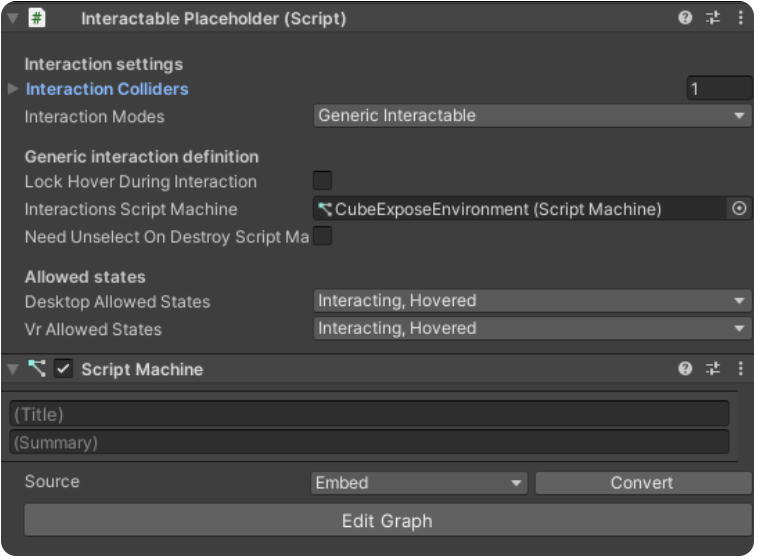 Interactable Placeholder (Script)
Interaction settings
Interaction Colliders 1
Interaction Modes Generic Interactable
Generic interaction definition
Lock Hover During Interaction
Interactions Script Machine CubeExposeEnvironment (Script Machine)
Need Unselect On Destroy Script Ma
Allowed states
Desktop Allowed States Interacting, Hovered
Vr Allowed States Interacting, Hovered
Script Machine
(Title)
(Summary)
Source Embed Convert
Edit Graph